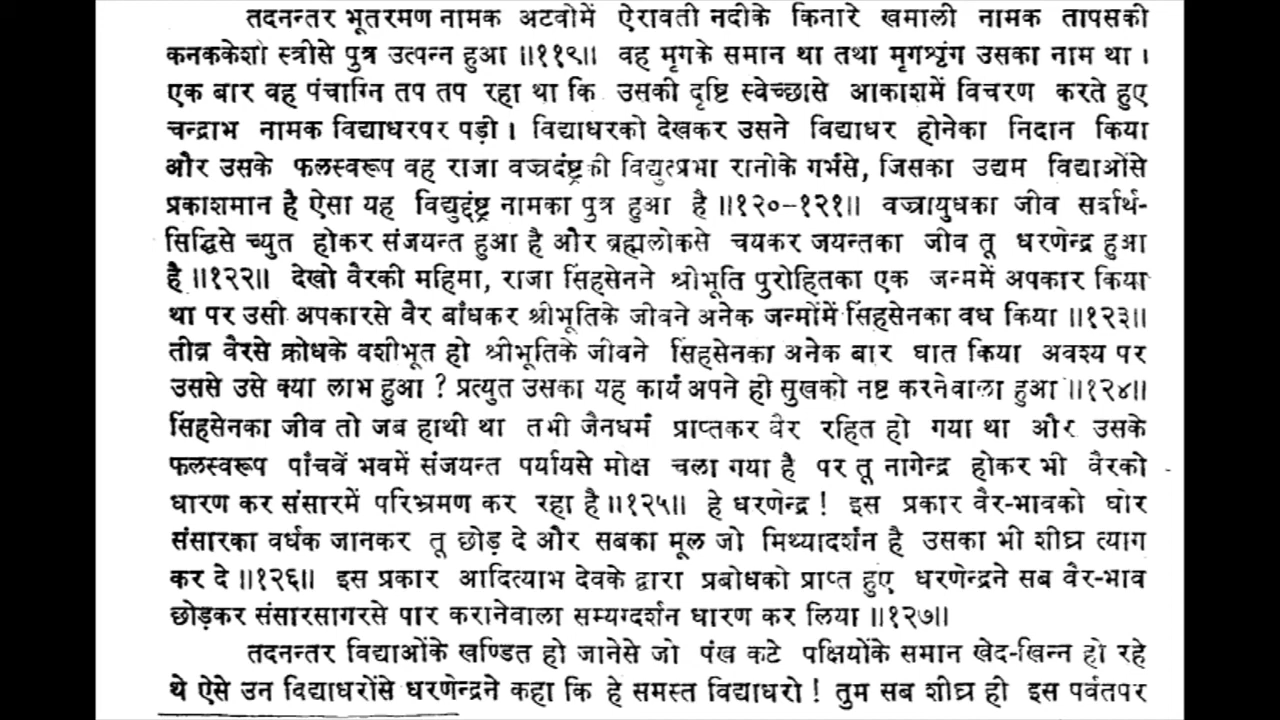 तदनन्तर भूतरमण नामक अटवोमें ऐरावती नदीके किनारे खमाली नामक तापसकी
कनककेशो स्त्रीसे पुत्र उत्पन्न हुआ ॥११९॥ वह मृगके समान था तथा मृगशृंग उसका नाम था ।
एक बार वह पंचाग्नि तप तप रहा था कि उसकी दृष्टि स्वेच्छासे आकाशमें विचरण करते हुए
चन्द्राभ नामक विद्याधरपर पड़ी । विद्याधरको देखकर उसने विद्याधर होनेका निदान किया
और उसके फलस्वरूप वह राजा वज्रदंष्ट्रकी विद्युत्प्रभा रानोके गर्भसे, जिसका उद्यम विद्याओंसे
प्रकाशमान है ऐसा यह विद्युद्दंष्ट्र नामका पुत्र हुआ है ॥१२०–१२१॥ वज्रायुधका जीव सर्वार्थ-
सिद्धिसे च्युत होकर संजयन्त हुआ है और ब्रह्मलोकसे चयकर जयन्तका जीव तू धरणेन्द्र हुआ
है ॥१२२॥ देखो वैरकी महिमा, राजा सिंहसेनने श्रीभूति पुरोहितका एक जन्ममें अपकार किया
था पर उसी अपकारसे वैर बांधकर श्रीभूतिके जीवने अनेक जन्मोंमें सिंहसेनका वध किया ॥१२३॥
तीव्र वैरसे क्रोधके वशीभूत हो श्रीभूतिके जीवने सिंहसेनका अनेक बार घात किया अवश्य पर
उससे उसे क्या लाभ हुआ ? प्रत्युत उसका यह कार्य अपने ही सुखको नष्ट करनेवाला हुआ ॥१२४॥
सिंहसेनका जीव तो जब हाथी था तभी जैनधर्म प्राप्तकर वैर रहित हो गया था और उसके
फलस्वरूप पांचवें भवमें संजयन्त पर्यायसे मोक्ष चला गया है पर तू नागेन्द्र होकर भी वैरको
धारण कर संसारमें परिभ्रमण कर रहा है ॥१२५॥ हे धरणेन्द्र ! इस प्रकार वैर-भावको घोर
संसारका वर्धक जानकर तू छोड़ दे और सबका मूल जो मिथ्यादर्शन है उसका भी शीघ्र त्याग
कर दे ॥१२६॥ इस प्रकार आदित्याभ देवके द्वारा प्रबोधको प्राप्त हुए धरणेन्द्रने सब वैर-भाव
छोड़कर संसारसागरसे पार करानेवाला सम्यग्दर्शन धारण कर लिया ॥१२७॥
तदनन्तर विद्याओंके खण्डित हो जानेसे जो पंख कटे पक्षियोंके समान खेद-खिन्न हो रहे
थे ऐसे उन विद्याधरोंसे धरणेन्द्रने कहा कि हे समस्त विद्याधरो ! तुम सब शीघ्र ही इस पर्वतपर